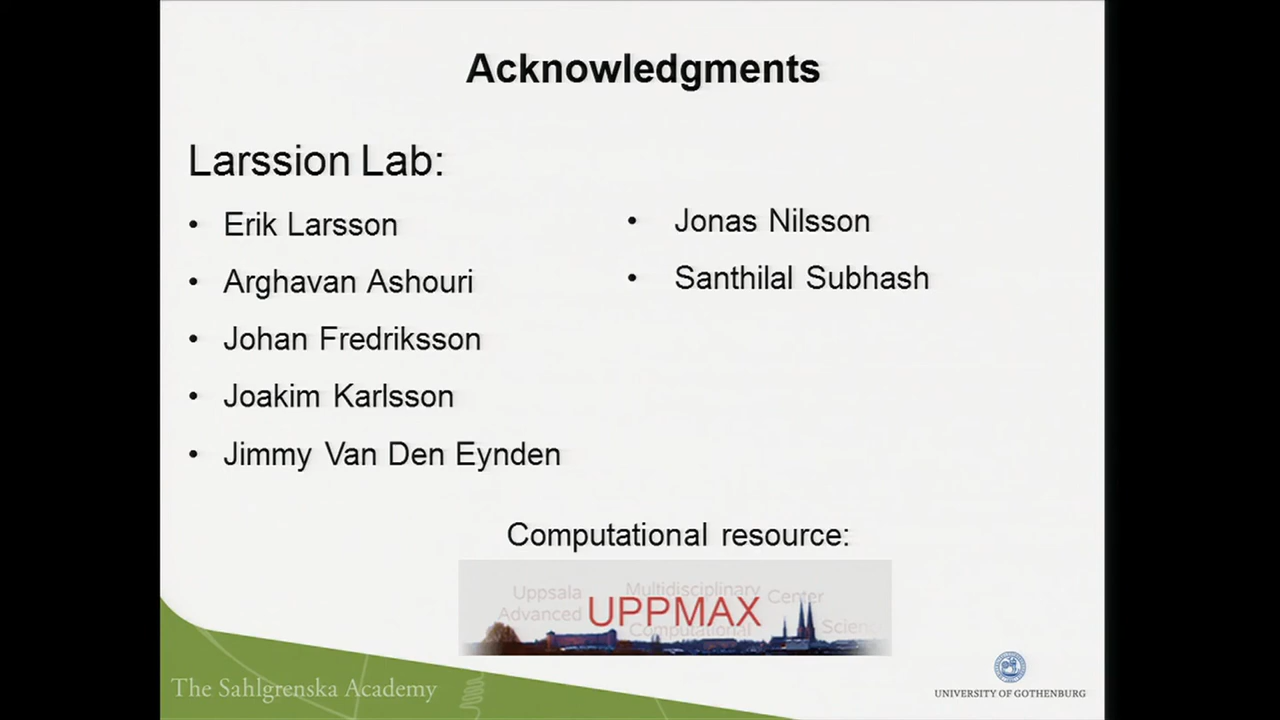 Acknowledgments
Larssion Lab:
• Erik Larsson
• Arghavan Ashouri
• Johan Fredriksson
• Joakim Karlsson
• Jimmy Van Den Eynden
• Jonas Nilsson
• Santhilal Subhash
Computational resource:
Uppsala Multidisciplinary Center
Advanced UPPMAX
Computational Science
The Sahlgrenska Academy
UNIVERSITY OF GOTHENBURG